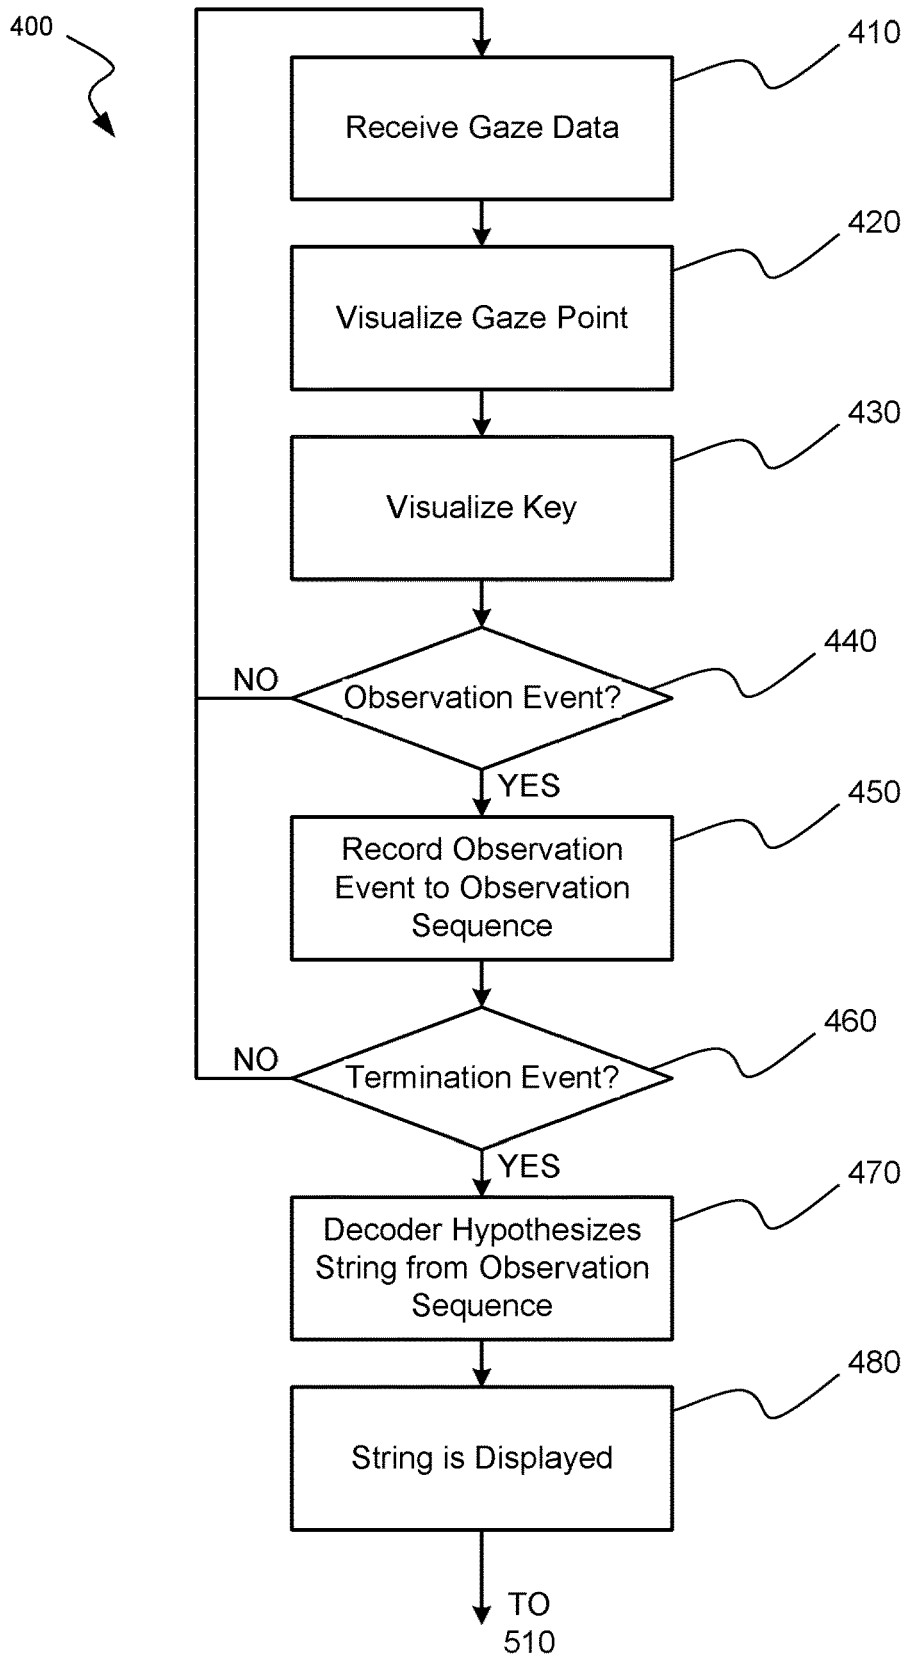 400
410
Receive Gaze Data
420
Visualize Gaze Point
430
Visualize Key
440
NO
Observation Event?
YES
450
Record Observation
Event to Observation
Sequence
460
NO
Termination Event?
YES
470
Decoder Hypothesizes
String from Observation
Sequence
480
String is Displayed
TO
510